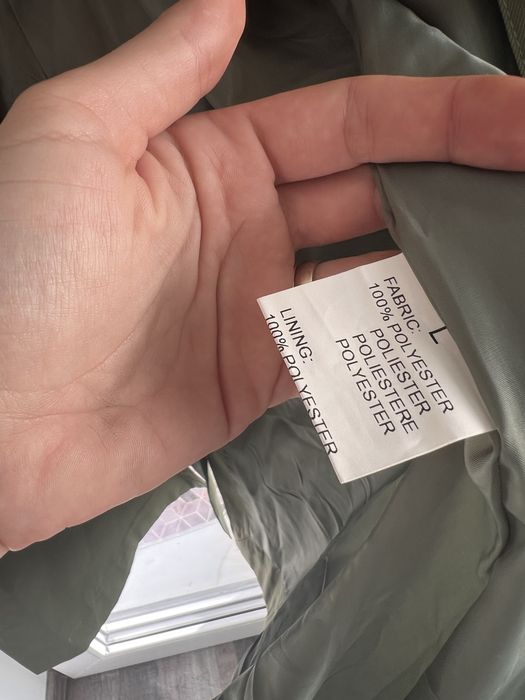 L
FABRIC:
100% POLYESTER
POLIESTER
POLIESTERE
POLYESTER
LINING:
100% POLYESTER